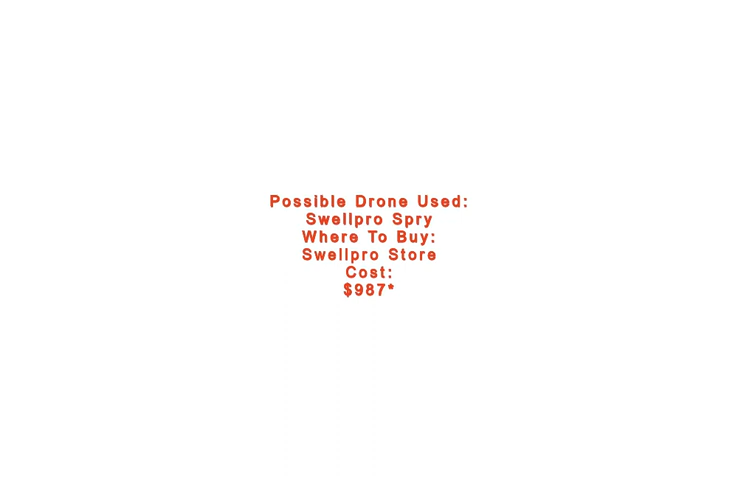 Possible Drone Used:
Swellpro Spry
Where To Buy:
Swellpro Store
Cost:
$987*